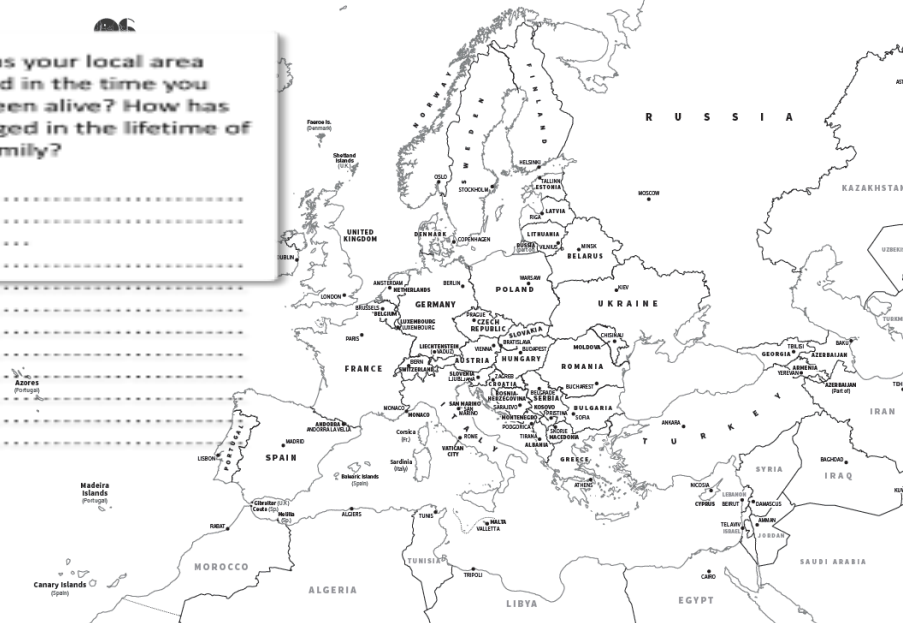 s your local area
d in the time you
een alive? How has
ged in the lifetime of
mily?
Faeroe Is.
(Denmark)
Shetland
Islands
(U.K.)
NORWAY
SWEDEN
FINLAND
RUSSIA
HELSINKI
OSLO
STOCKHOLM
TALLINN
ESTONIA
MOSCOW
KAZAKHSTAN
RIGA
LATVIA
UNITED
KINGDOM
DENMARK
COPENHAGEN
LITHUANIA
VILNIUS
MINSK
BELARUS
UBLIN
AMSTERDAM
NETHERLANDS
BERLIN
WARSAW
POLAND
LONDON
KIEV
UKRAINE
BRUSSELS
BELGIUM
GERMANY
PRAGUE
CZECH
REPUBLIC
LUXEMBOURG
LUXEMBOURG
SLOVAKIA
BRATISLAVA
PARIS
LIECHTENSTEIN
VADUZ
VIENNA
BUDAPEST
MOLDOVA
CHISINAU
BERN
SWITZERLAND
AUSTRIA
HUNGARY
FRANCE
SLOVENIA
LJUBLJANA
ZAGREB
CROATIA
ROMANIA
BUCHAREST
BOSNIA-
HERZEGOVINA
SARAJEVO
BELGRADE
SERBIA
GEORGIA
TBILISI
BAKU
AZERBAIJAN
ARMENIA
YEREVAN
AZERBAIJAN
(Part of)
Azores
(Portugal)
MONACO
MONACO
SAN MARINO
SAN
MARINO
KOSOVO
PRISTINA
BULGARIA
SOFIA
MONTENEGRO
PODGORICA
SKOPJE
MACEDONIA
TIRANA
ALBANIA
ANDORRA
ANDORRA LA VELLA
Corsica
(Fr.)
ROME
VATICAN
CITY
ITALY
IRAN
ANKARA
TURKEY
PORTUGAL
LISBON
MADRID
SPAIN
Sardinia
(Italy)
Balearic Islands
(Spain)
GREECE
ATHENS
SYRIA
BAGHDAD
IRAQ
Madeira
Islands
(Portugal)
NICOSIA
CYPRUS
LEBANON
BEIRUT
DAMASCUS
Gibraltar (U.K.)
Ceuta (Sp.)
Melilla
(Sp.)
RABAT
ALGIERS
TUNIS
MALTA
VALLETTA
TEL AVIV
ISRAEL
AMMAN
JORDAN
MOROCCO
TUNISIA
TRIPOLI
CAIRO
SAUDI ARABIA
Canary Islands
(Spain)
ALGERIA
LIBYA
EGYPT